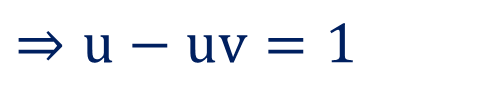 ⇒ u − uv = 1